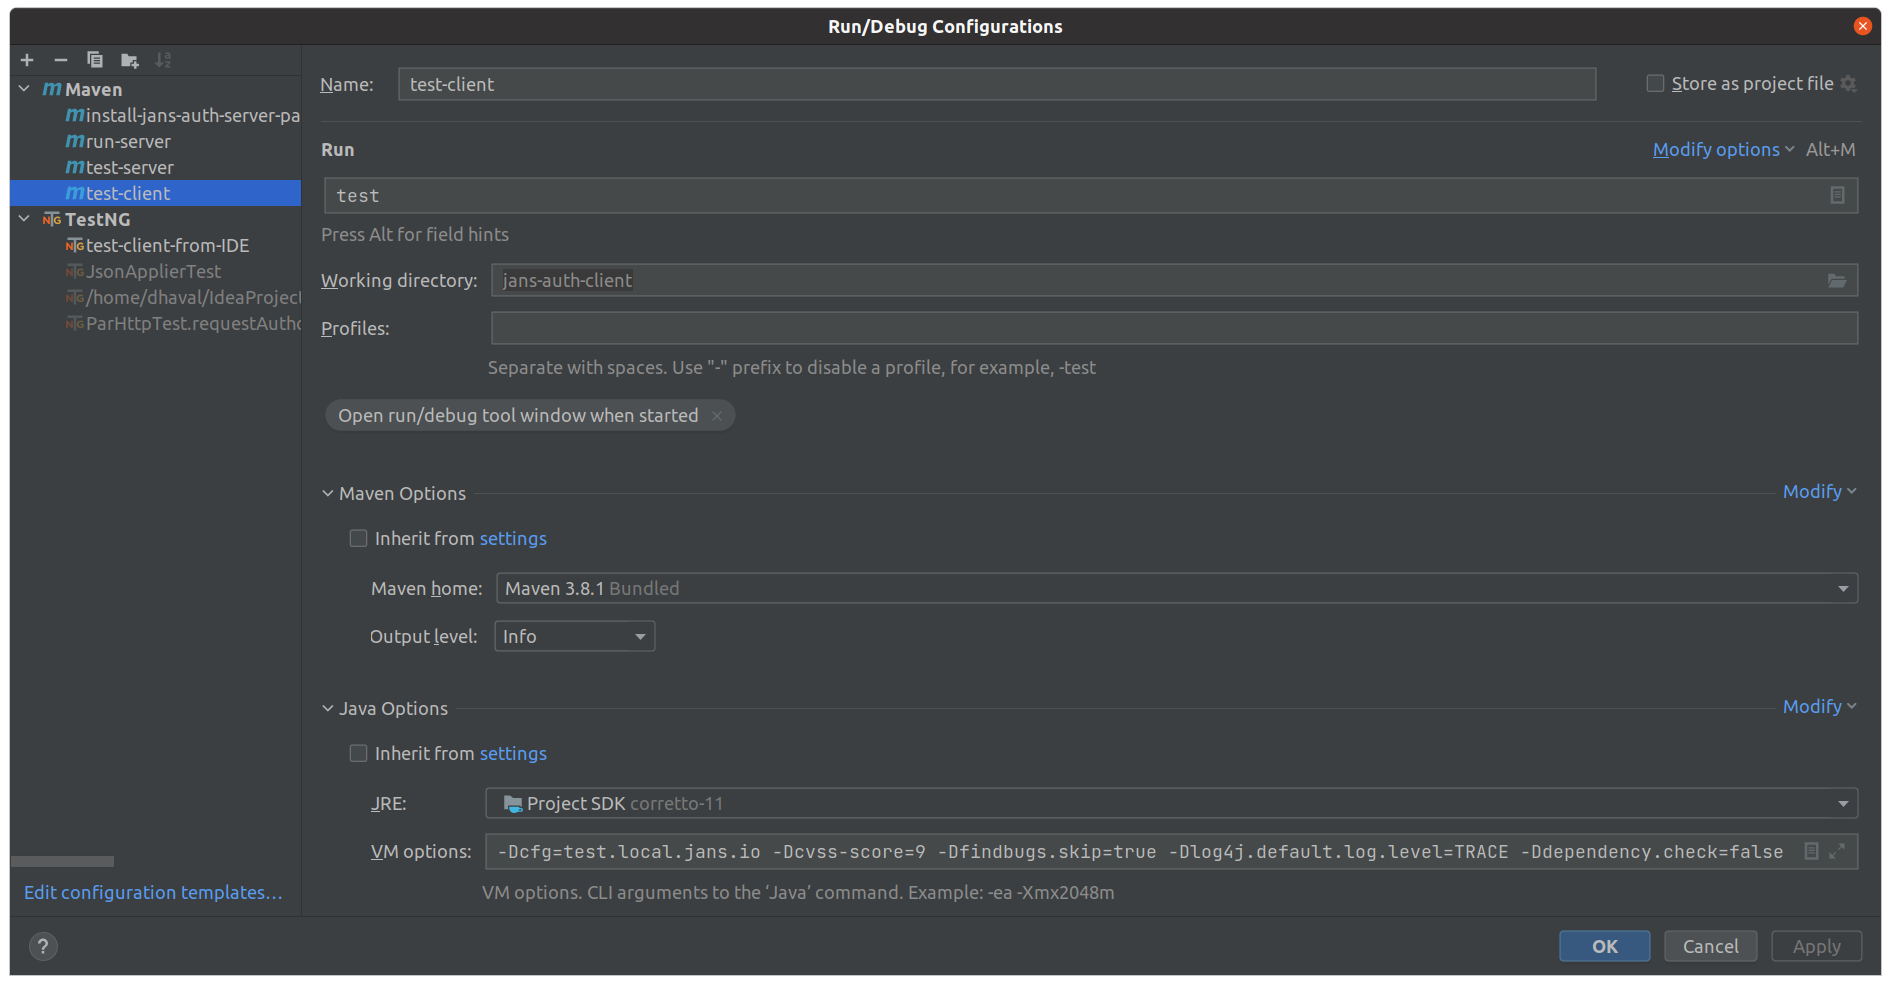 Run/Debug Configurations
Maven
install-jans-auth-server-pa
run-server
test-server
test-client
TestNG
test-client-from-IDE
JsonApplierTest
/home/dhaval/IdeaProject
ParHttpTest.requestAutho
Edit configuration templates...
Name: test-client
Store as project file
Run
Modify options Alt+M
test
Press Alt for field hints
Working directory: jans-auth-client
Profiles:
Separate with spaces. Use "-" prefix to disable a profile, for example, -test
Open run/debug tool window when started
Maven Options Modify
Inherit from settings
Maven home: Maven 3.8.1 Bundled
Output level: Info
Java Options Modify
Inherit from settings
JRE: Project SDK corretto-11
VM options: -Dcfg=test.local.jans.io -Dcvss-score=9 -Dfindbugs.skip=true -Dlog4j.default.log.level=TRACE -Ddependency.check=false
VM options. CLI arguments to the ‘Java’ command. Example: -ea -Xmx2048m
? OK Cancel Apply